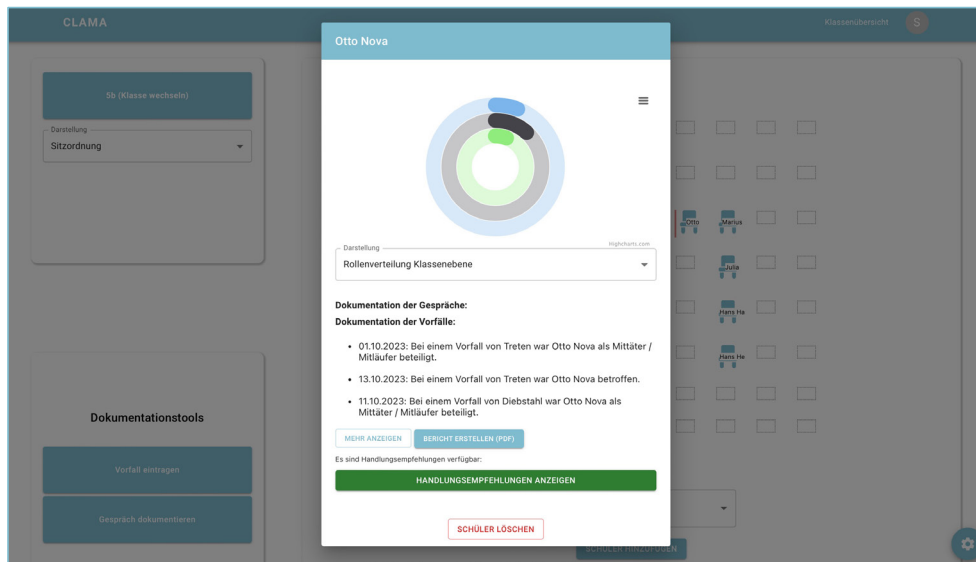 CLAMA
Klassenübersicht
S
5b (Klasse wechseln)
Darstellung
Sitzordnung
Dokumentationstools
Vorfall eintragen
Gespräch dokumentieren
Otto Nova
Highcharts.com
Darstellung
Rollenverteilung Klassenebene
Dokumentation der Gespräche:
Dokumentation der Vorfälle:
• 01.10.2023: Bei einem Vorfall von Treten war Otto Nova als Mittäter /
Mitläufer beteiligt.
• 13.10.2023: Bei einem Vorfall von Treten war Otto Nova betroffen.
• 11.10.2023: Bei einem Vorfall von Diebstahl war Otto Nova als
Mittäter / Mitläufer beteiligt.
MEHR ANZEIGEN
BERICHT ERSTELLEN (PDF)
Es sind Handlungsempfehlungen verfügbar:
HANDLUNGSEMPFEHLUNGEN ANZEIGEN
SCHÜLER LÖSCHEN
Otto
Marius
Julia
Hans Ha
Hans He
SCHÜLER HINZUFÜGEN